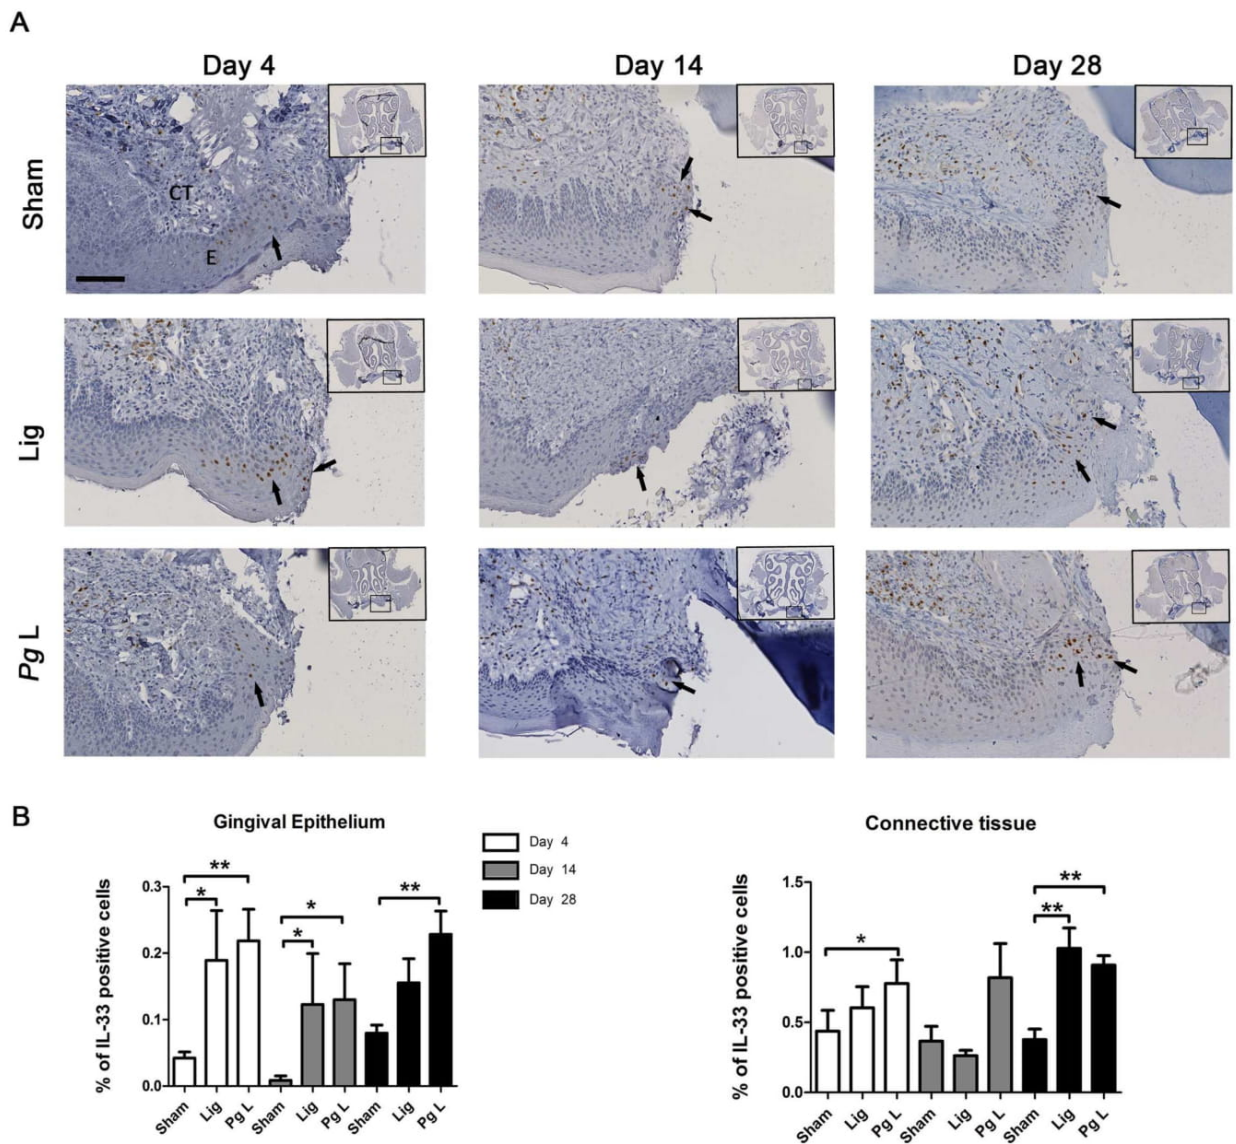 A
Day 4
Day 14
Day 28
Sham
CT
E
Lig
Pg L
B
Gingival Epithelium
% of IL-33 positive cells
0.3
0.2
0.1
0.0
*
**
*
*
**
Sham
Lig
Pg L
Sham
Lig
Pg L
Sham
Lig
Pg L
Day 4
Day 14
Day 28
Connective tissue
% of IL-33 positive cells
1.5
1.0
0.5
0.0
*
**
**
Sham
Lig
Pg L
Sham
Lig
Pg L
Sham
Lig
Pg L